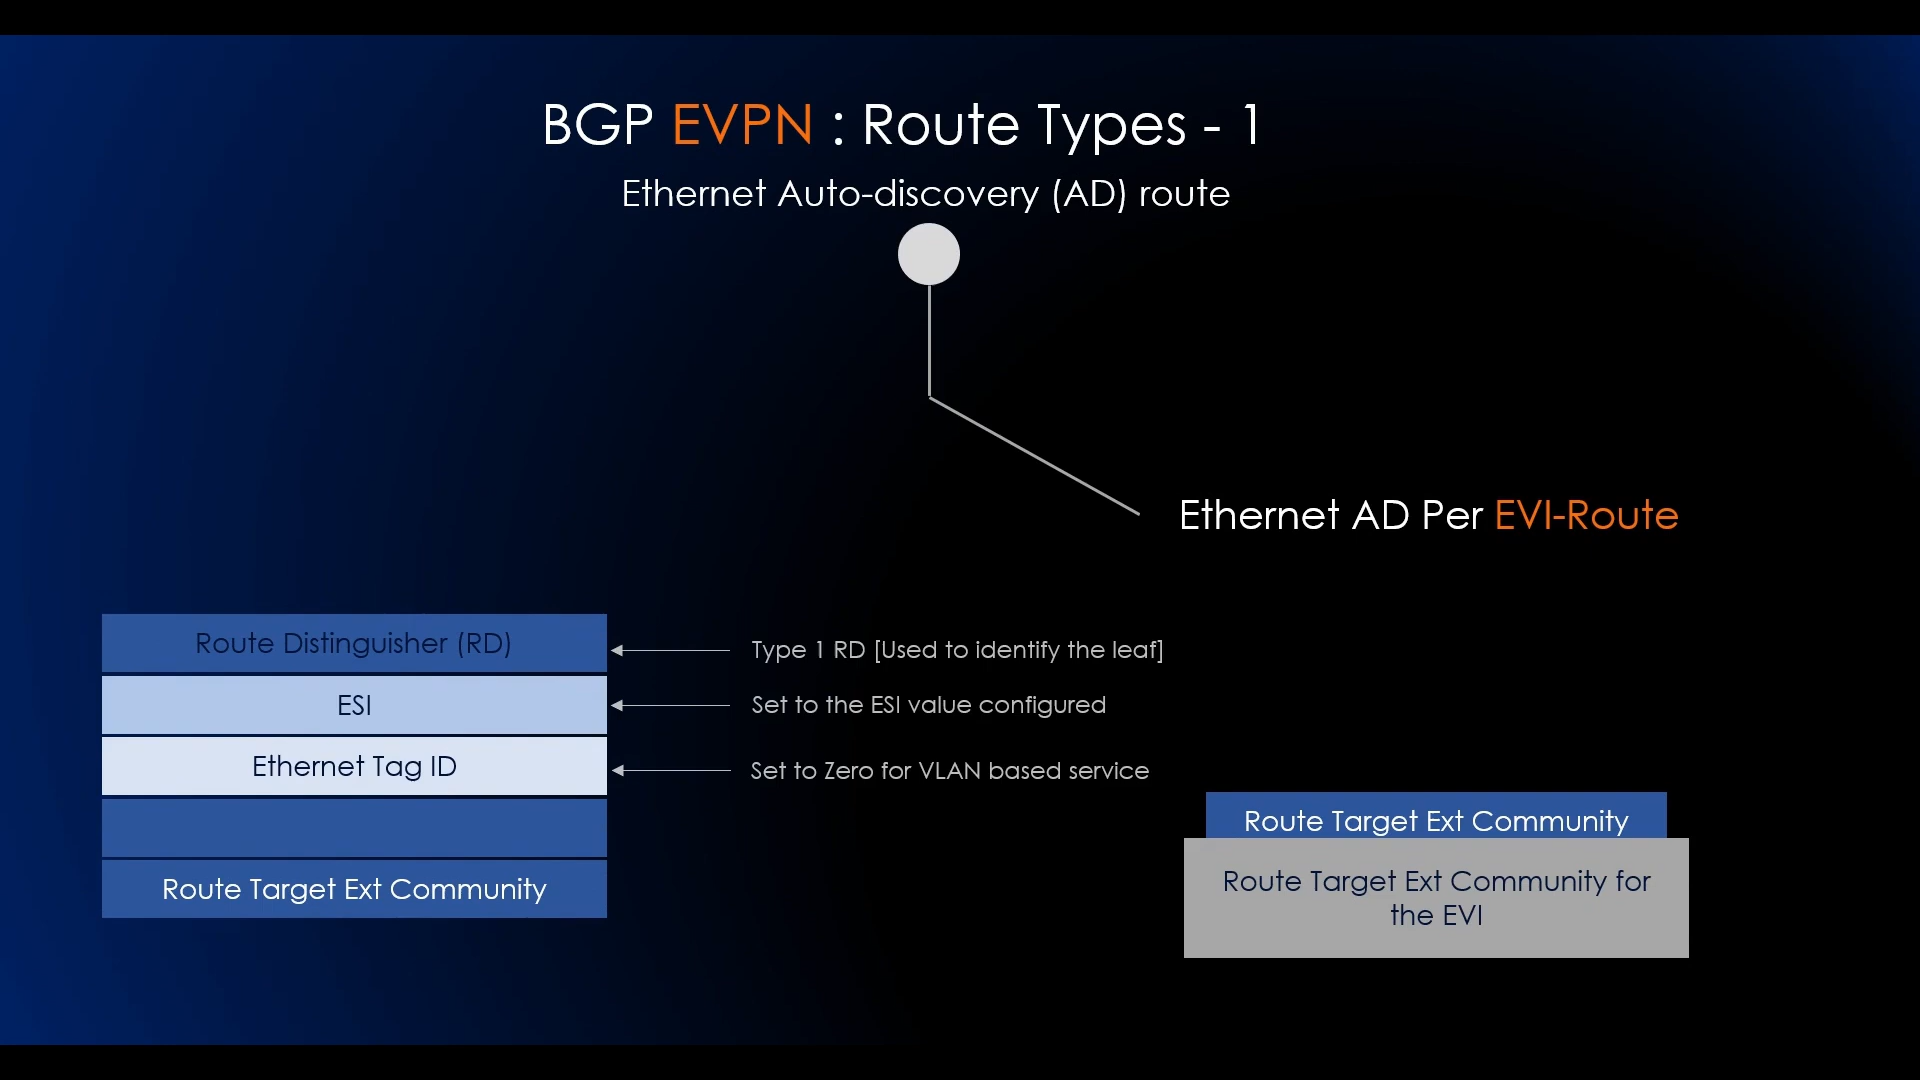 BGP EVPN : Route Types - 1
Ethernet Auto-discovery (AD) route
Ethernet AD Per EVI-Route
Route Distinguisher (RD)
Type 1 RD [Used to identify the leaf]
ESI
Set to the ESI value configured
Ethernet Tag ID
Set to Zero for VLAN based service
Route Target Ext Community
Route Target Ext Community
Route Target Ext Community for
the EVI